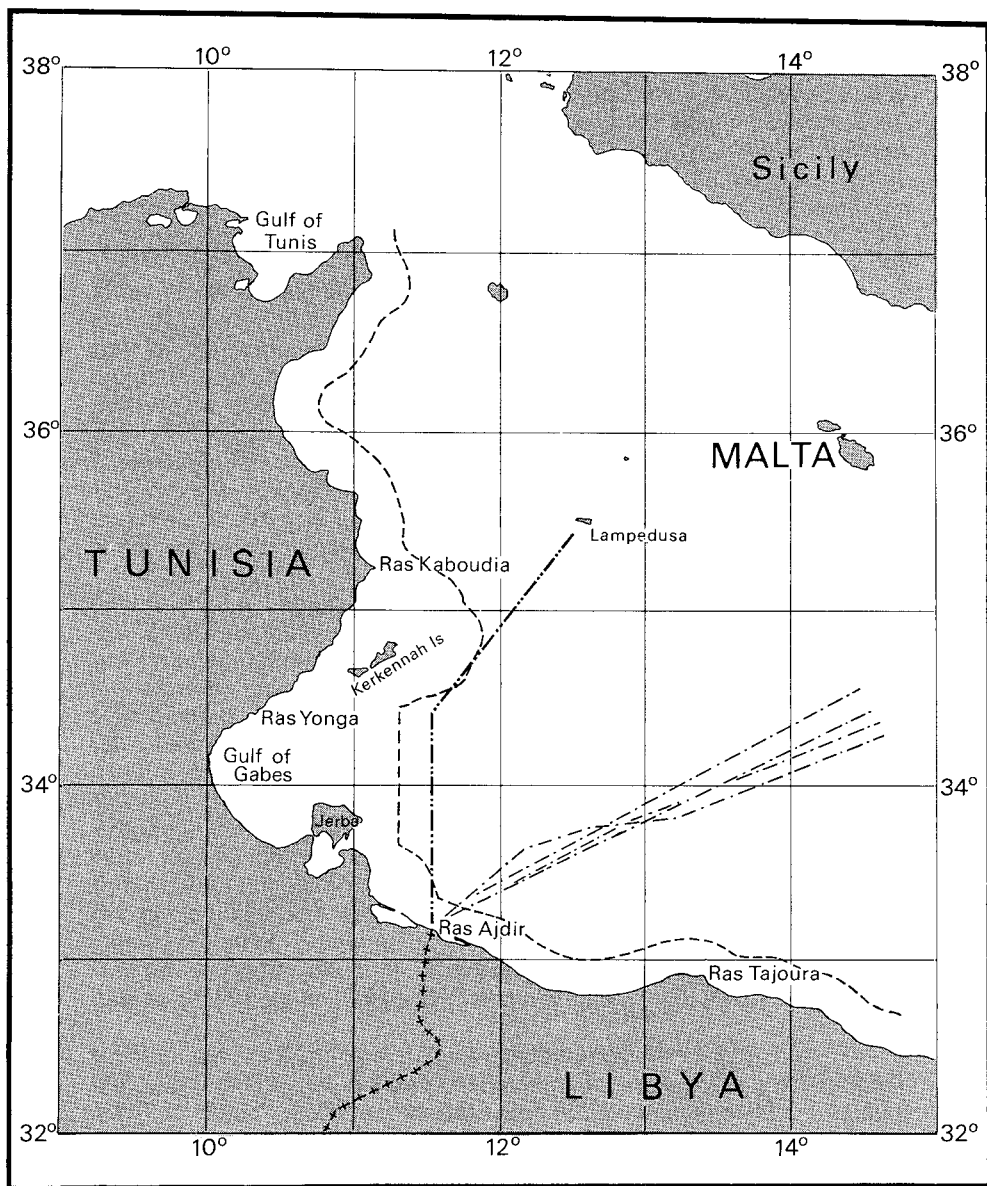 10° 12° 14°
38° 38°
Sicily
Gulf of
Tunis
36° 36°
MALTA
Lampedusa
TUNISIA
Ras Kaboudia
Kerkennah Is
Ras Yonga
Gulf of
Gabes
34° 34°
Jerba
Ras Ajdir
Ras Tajoura
LIBYA
32° 32°
10° 12° 14°